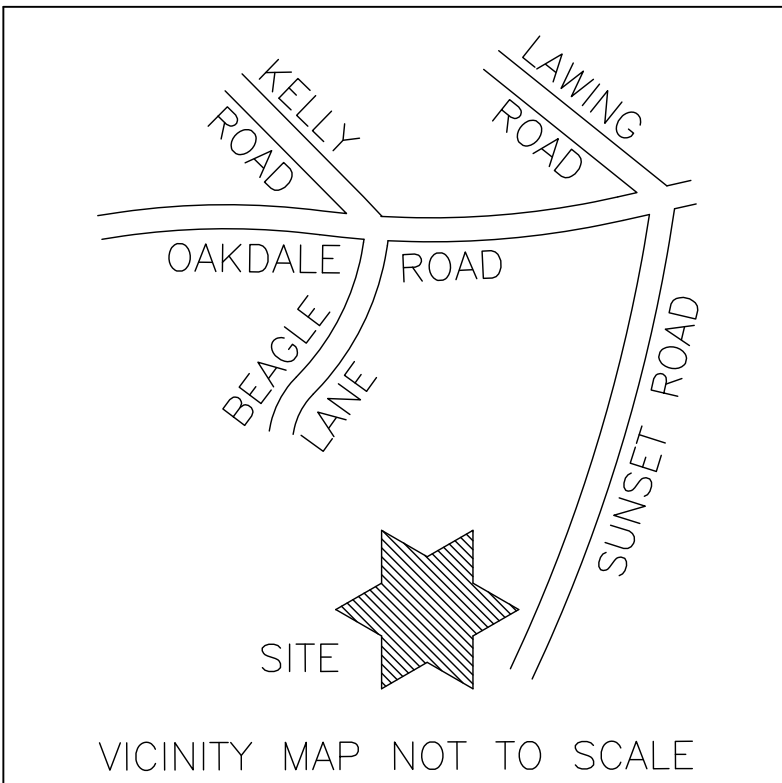 KELLY
ROAD
LAWING
ROAD
OAKDALE ROAD
BEAGLE
LANE
SUNSET ROAD
SITE
VICINITY MAP NOT TO SCALE